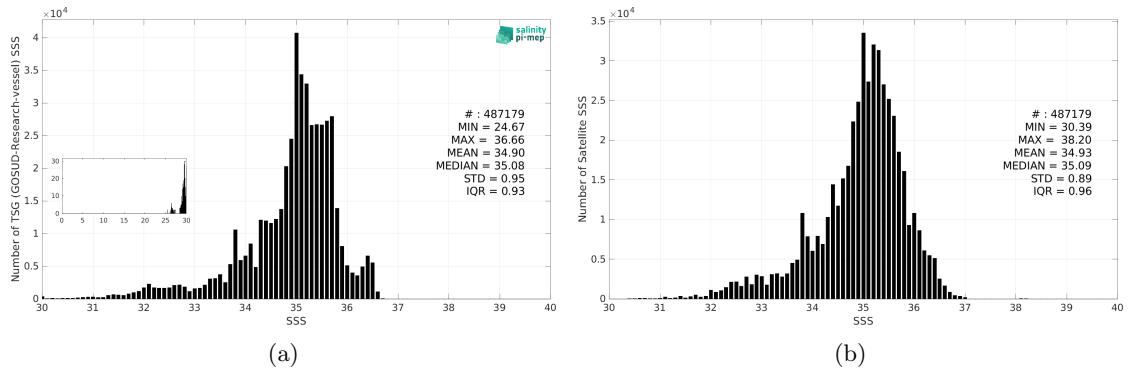 ×10⁴
4
3.5
3
2.5
2
1.5
1
0.5
0
Number of TSG (GOSUD-Research-vessel) SSS
salinity
pi-mep
# : 487179
MIN = 24.67
MAX = 36.66
MEAN = 34.90
MEDIAN = 35.08
STD = 0.95
IQR = 0.93
30
20
10
0
0 5 10 15 20 25 30
30 31 32 33 34 35 36 37 38 39 40
SSS
(a)
×10⁴
3.5
3
2.5
2
1.5
1
0.5
0
Number of Satellite SSS
# : 487179
MIN = 30.39
MAX = 38.20
MEAN = 34.93
MEDIAN = 35.09
STD = 0.89
IQR = 0.96
30 31 32 33 34 35 36 37 38 39 40
SSS
(b)